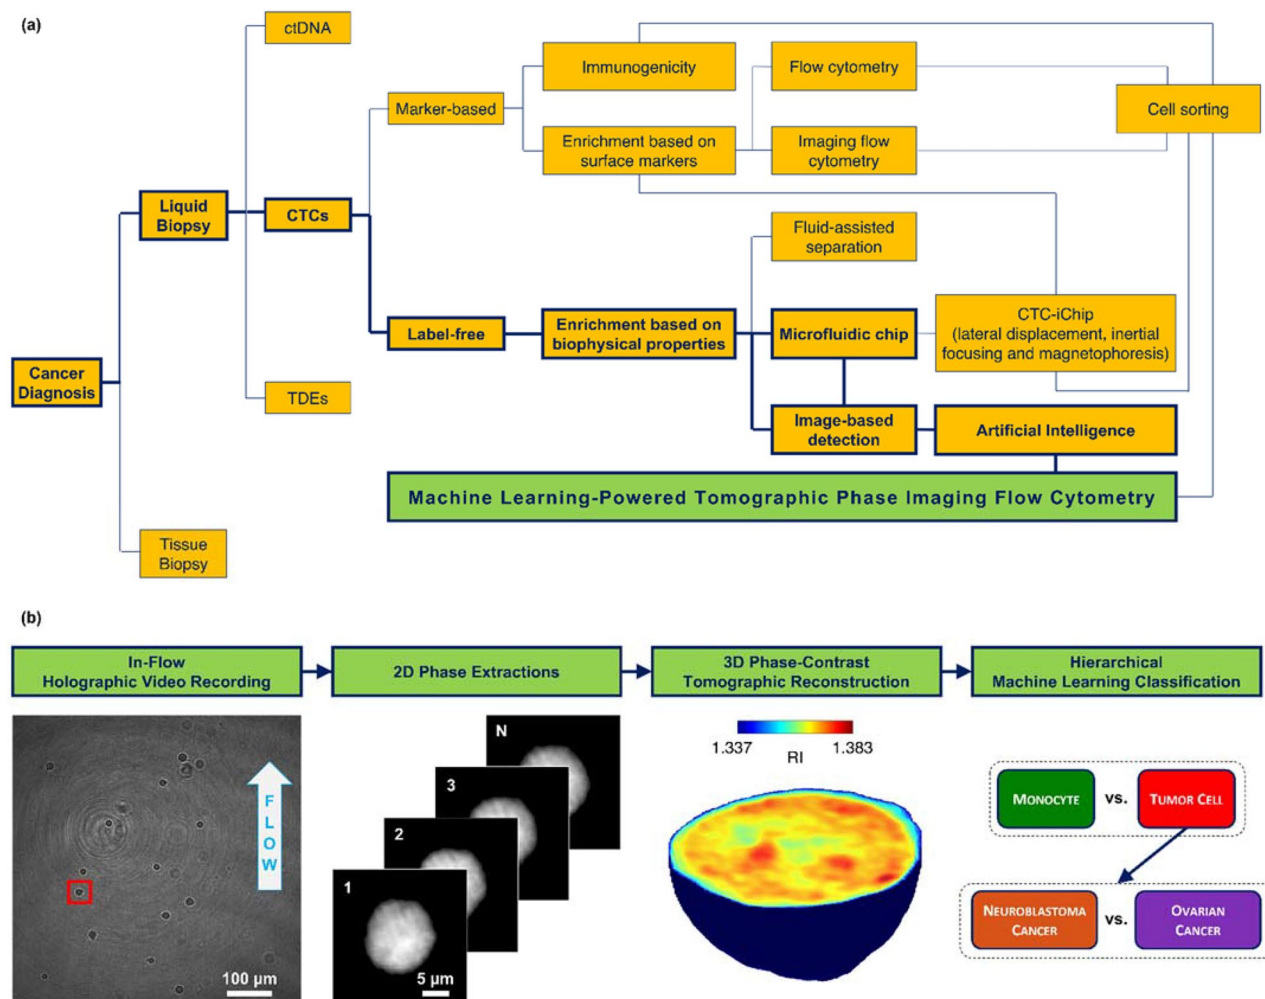 (a)
ctDNA
Immunogenicity
Flow cytometry
Marker-based
Cell sorting
Enrichment based on
surface markers
Imaging flow
cytometry
Liquid
Biopsy
CTCs
Fluid-assisted
separation
Label-free
Enrichment based on
biophysical properties
Microfluidic chip
CTC-iChip
(lateral displacement, inertial
focusing and magnetophoresis)
Cancer
Diagnosis
TDEs
Image-based
detection
Artificial Intelligence
Machine Learning-Powered Tomographic Phase Imaging Flow Cytometry
Tissue
Biopsy
(b)
In-Flow
Holographic Video Recording
2D Phase Extractions
3D Phase-Contrast
Tomographic Reconstruction
Hierarchical
Machine Learning Classification
FLOW
100 µm
N
3
2
1
5 µm
1.337
1.383
RI
MONOCYTE
vs.
TUMOR CELL
NEUROBLASTOMA
CANCER
vs.
OVARIAN
CANCER